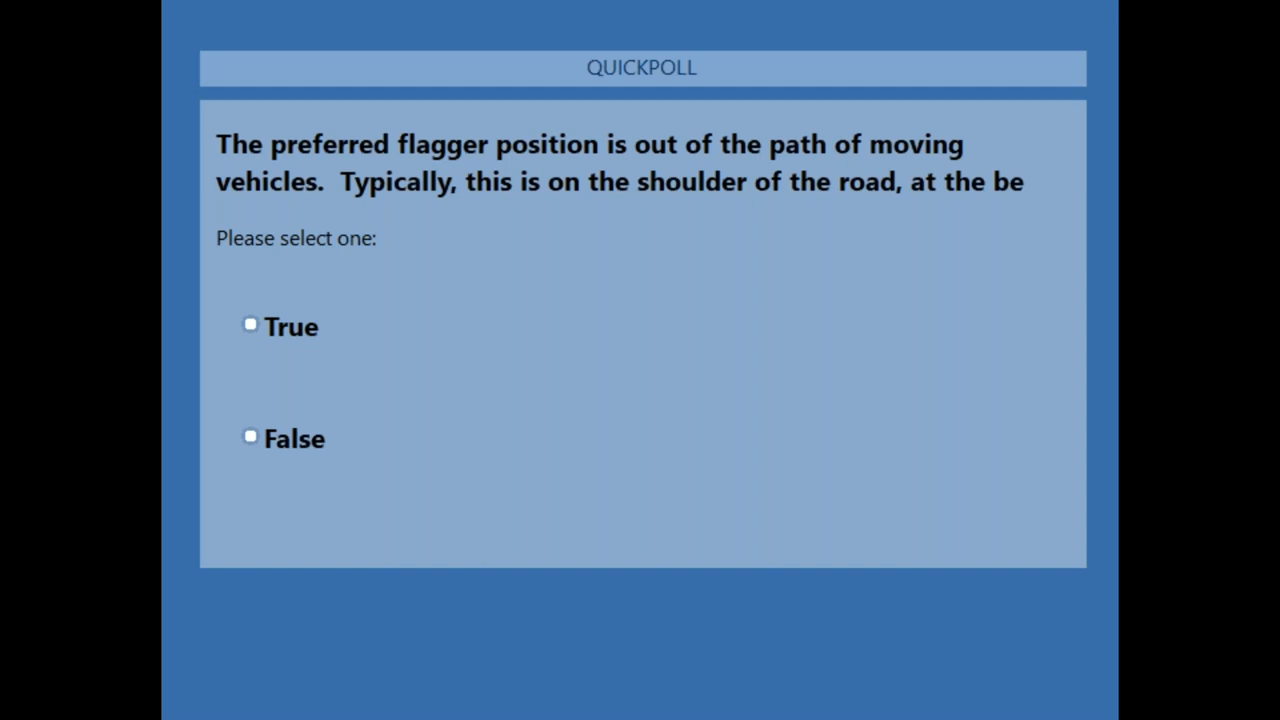 QUICKPOLL
The preferred flagger position is out of the path of moving
vehicles.  Typically, this is on the shoulder of the road, at the be
Please select one:
True
False